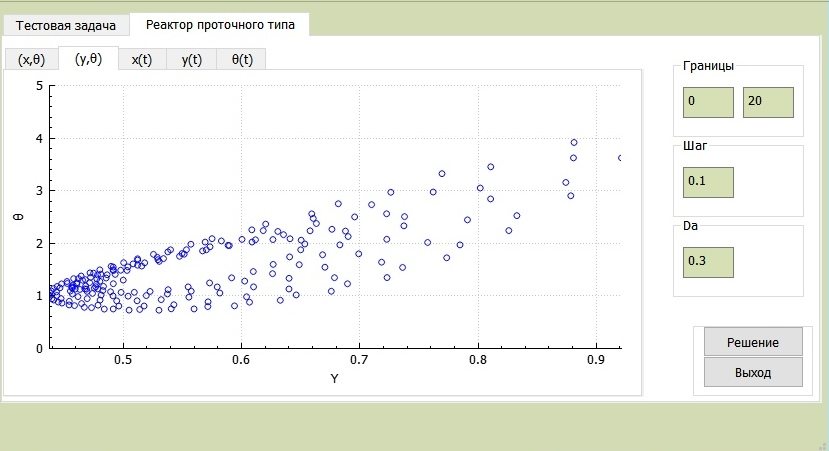 Тестовая задача Реактор проточного типа
(x,θ) (y,θ) x(t) y(t) θ(t)
5
4
3
2
1
0
θ
0.5 0.6 0.7 0.8 0.9
Y
Границы
0 20
Шаг
0.1
Da
0.3
Решение
Выход